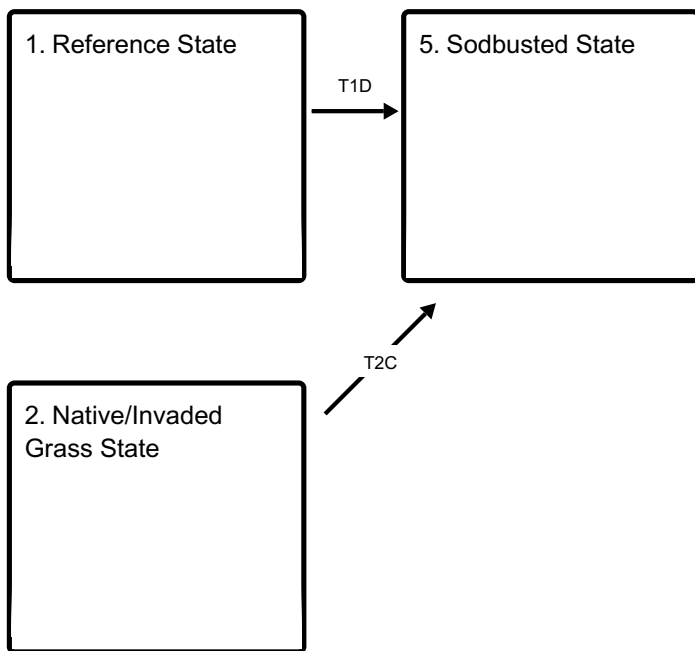 1. Reference State
5. Sodbusted State
T1D
T2C
2. Native/Invaded
Grass State